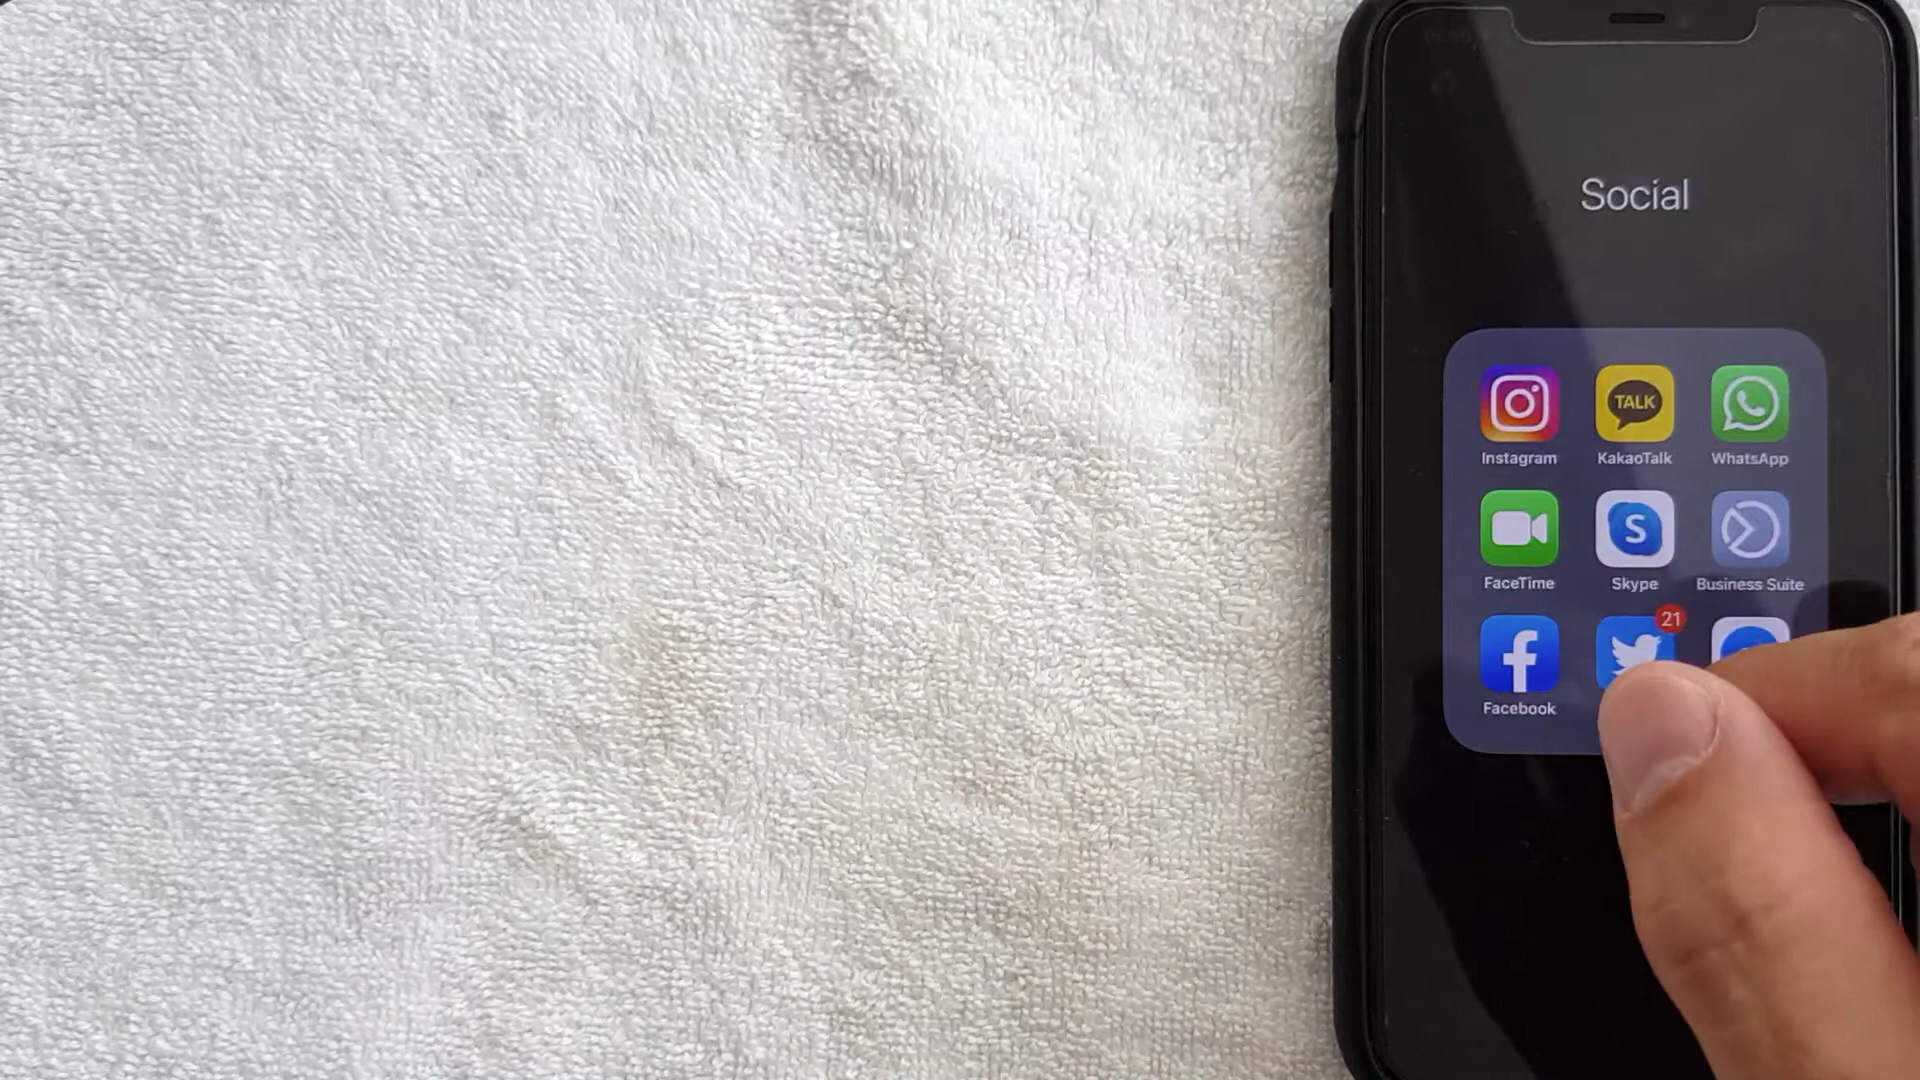 Social
TALK
Instagram KakaoTalk WhatsApp
S
FaceTime Skype Business Suite
21
f
Facebook